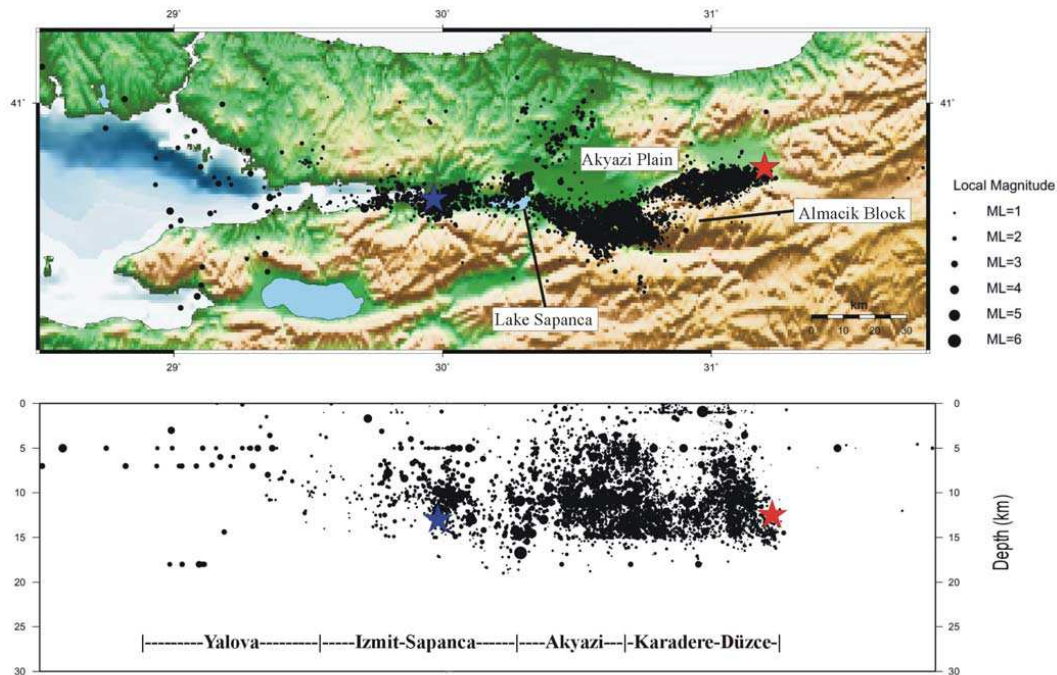 29˚ 30˚ 31˚
41˚ 41˚
Akyazi Plain
Almacik Block
Lake Sapanca
km
0 10 20 30
29˚ 30˚ 31˚
Local Magnitude
ML=1
ML=2
ML=3
ML=4
ML=5
ML=6
0 0
5 5
10 10
15 15
20 20
25 25
30 30
Depth (km)
|---------Yalova---------|-----Izmit-Sapanca------|----Akyazi---|-Karadere-Düzce-|